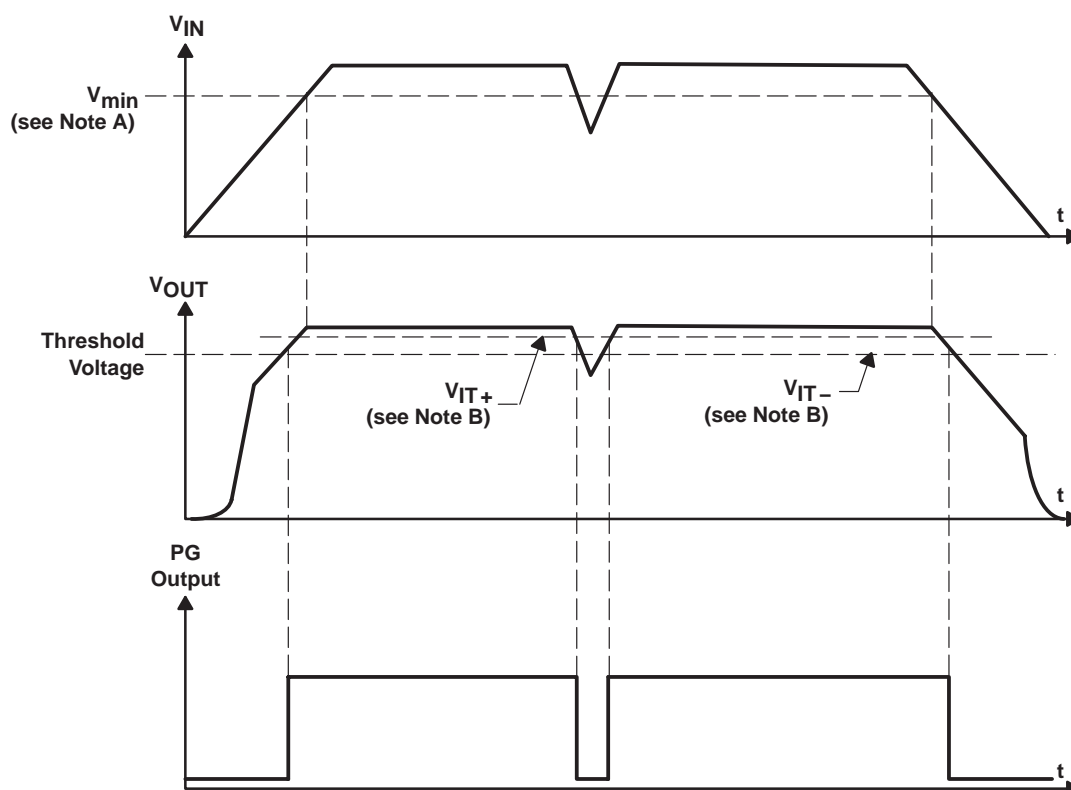 VIN
Vmin
(see Note A)
t
VOUT
Threshold
Voltage
VIT+
(see Note B)
VIT−
(see Note B)
t
PG
Output
t